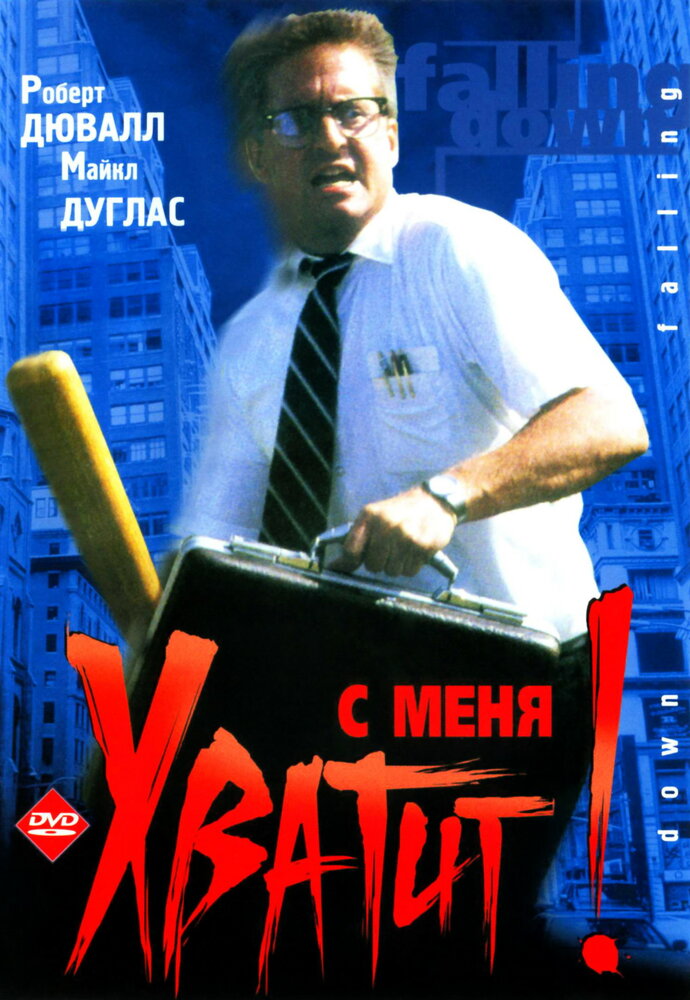 Роберт
ДЮВАЛЛ
Майкл
ДУГЛАС
falling
down
falling
down
с меня
Хватит!
DVD